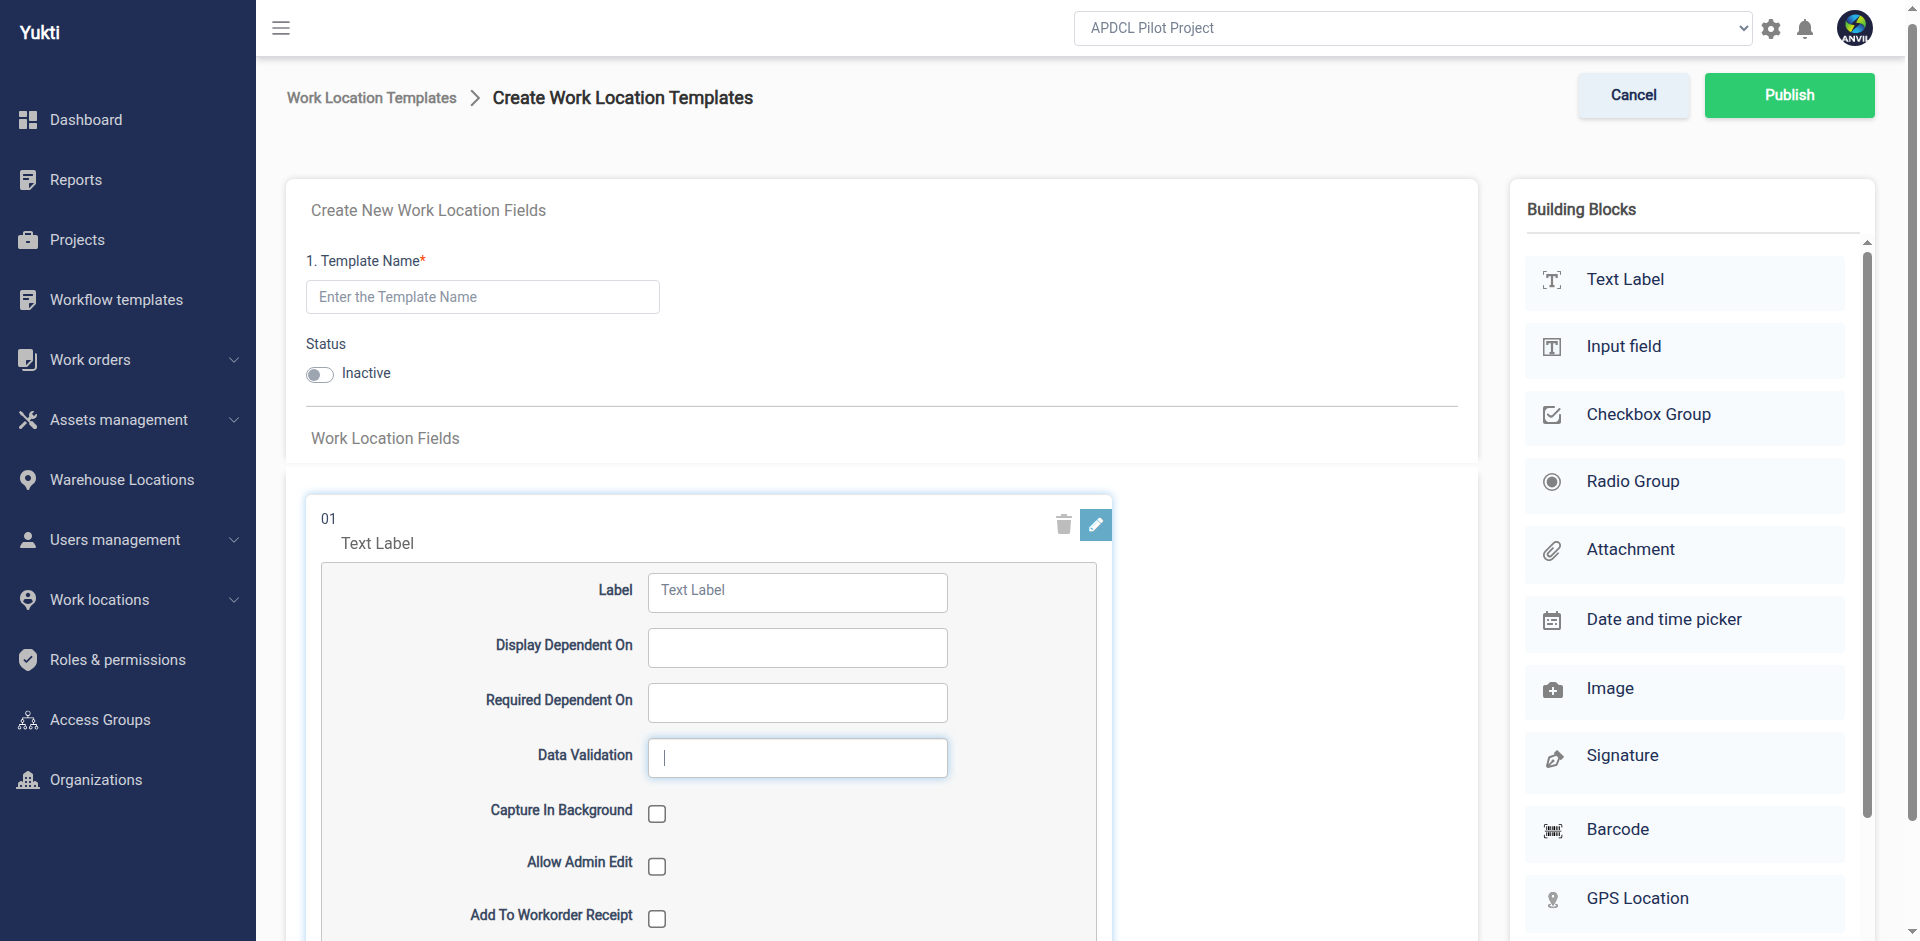 Yukti
APDCL Pilot Project
ANVIL
Dashboard
Reports
Projects
Workflow templates
Work orders
Assets management
Warehouse Locations
Users management
Work locations
Roles & permissions
Access Groups
Organizations
Work Location Templates
Create Work Location Templates
Cancel
Publish
Create New Work Location Fields
1. Template Name*
Enter the Template Name
Status
Inactive
Work Location Fields
01
Text Label
Label
Text Label
Display Dependent On
Required Dependent On
Data Validation
Capture In Background
Allow Admin Edit
Add To Workorder Receipt
Building Blocks
Text Label
Input field
Checkbox Group
Radio Group
Attachment
Date and time picker
Image
Signature
Barcode
GPS Location